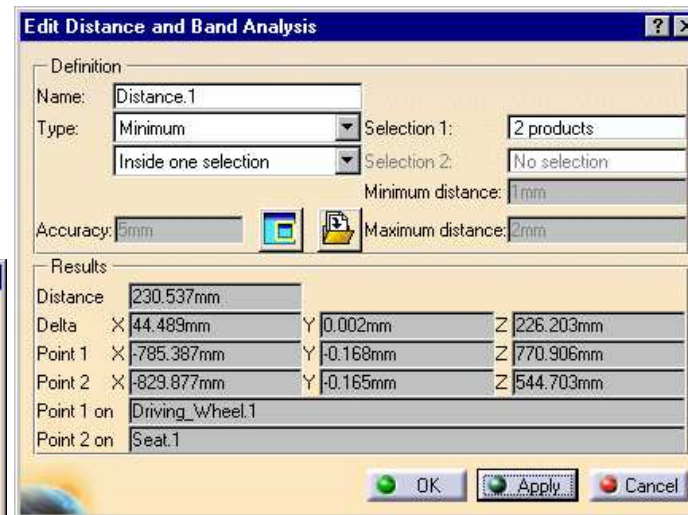 Edit Distance and Band Analysis
Definition
Name: Distance.1
Type: Minimum Selection 1: 2 products
Inside one selection Selection 2: No selection
Minimum distance: 1mm
Accuracy: 5mm Maximum distance: 2mm
Results
Distance 230.537mm
Delta X 44.489mm Y 0.002mm Z 226.203mm
Point 1 X -785.387mm Y -0.168mm Z 770.906mm
Point 2 X -829.877mm Y -0.165mm Z 544.703mm
Point 1 on Driving_Wheel.1
Point 2 on Seat.1
OK Apply Cancel